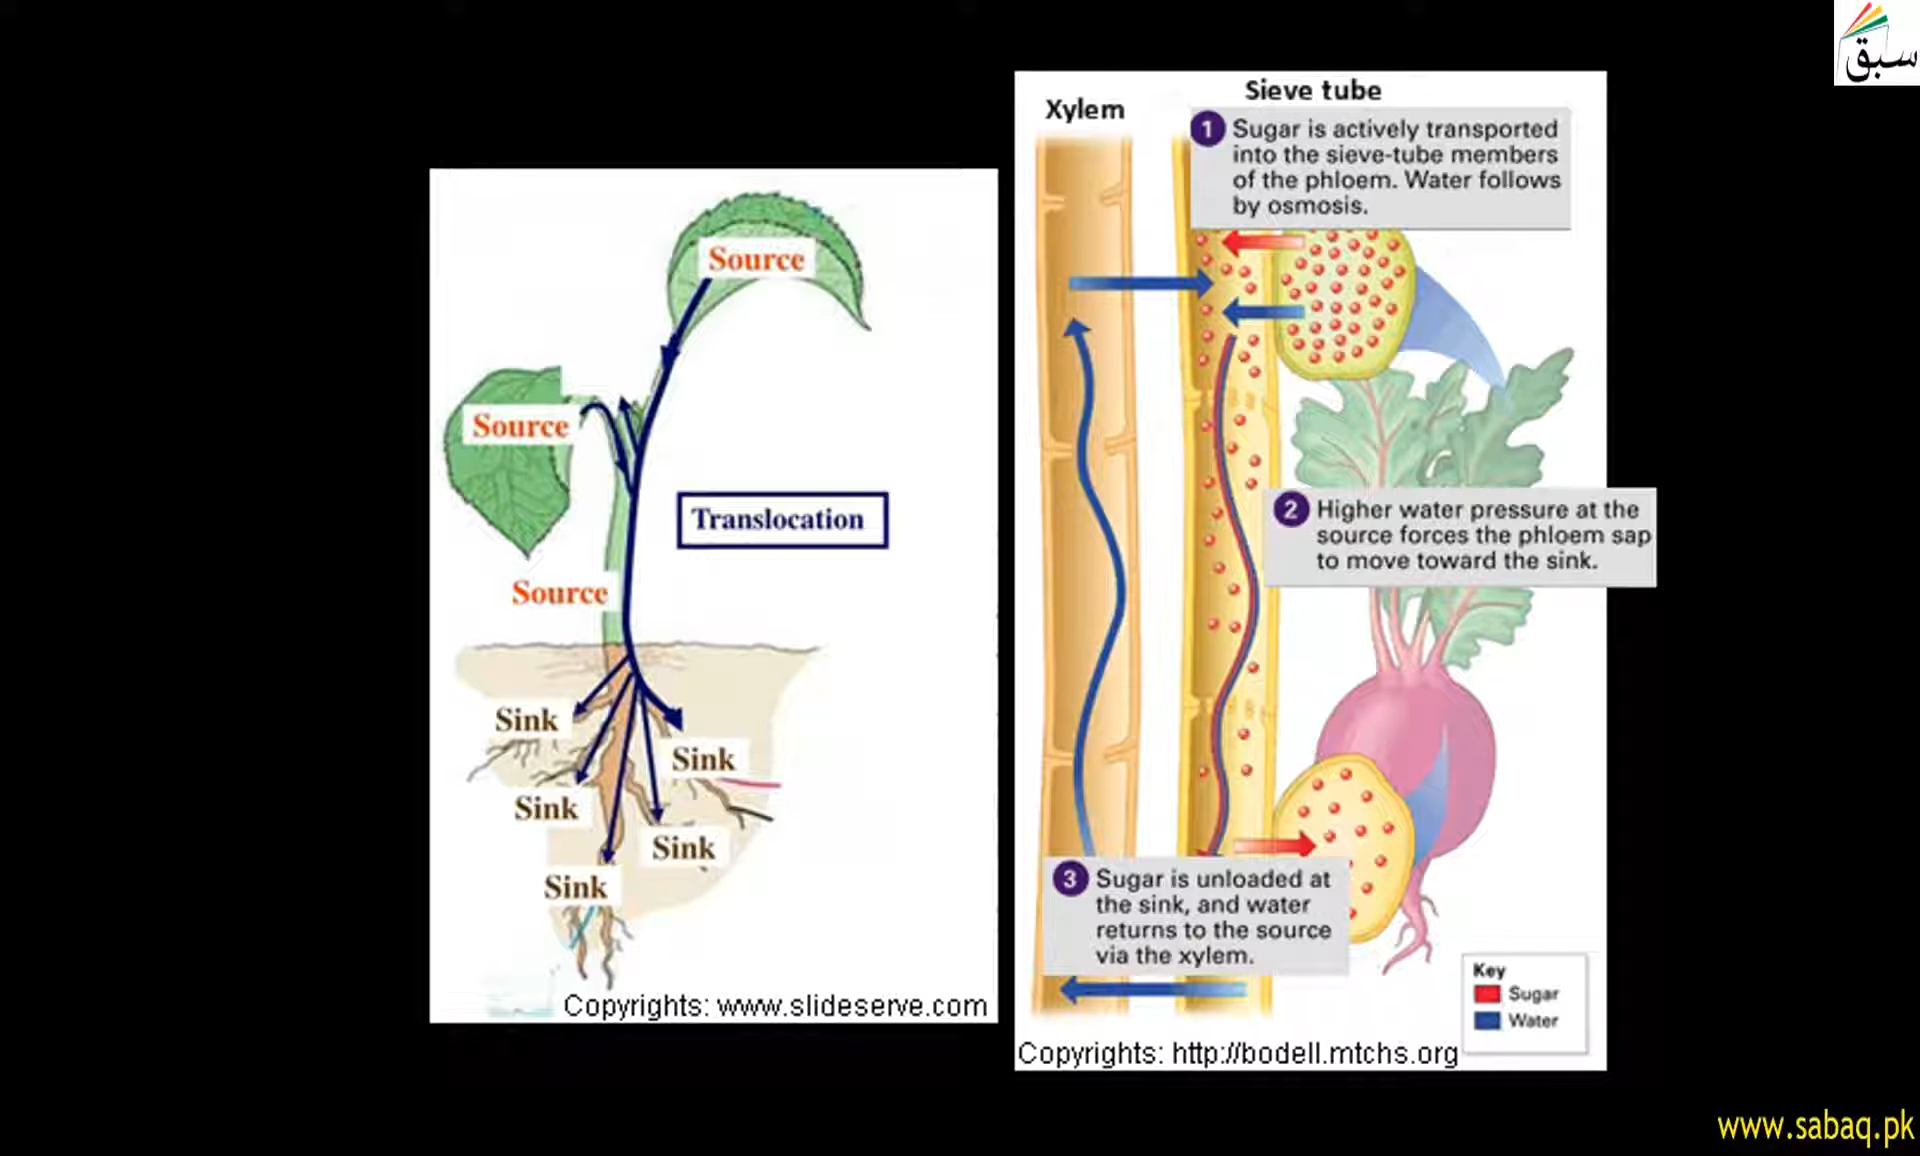 سبق
Source
Source
Translocation
Source
Sink
Sink
Sink
Sink
Sink
Copyrights: www.slideserve.com
Xylem
Sieve tube
1 Sugar is actively transported
into the sieve-tube members
of the phloem. Water follows
by osmosis.
2 Higher water pressure at the
source forces the phloem sap
to move toward the sink.
3 Sugar is unloaded at
the sink, and water
returns to the source
via the xylem.
Key
Sugar
Water
Copyrights: http://bodell.mtchs.org
www.sabaq.pk